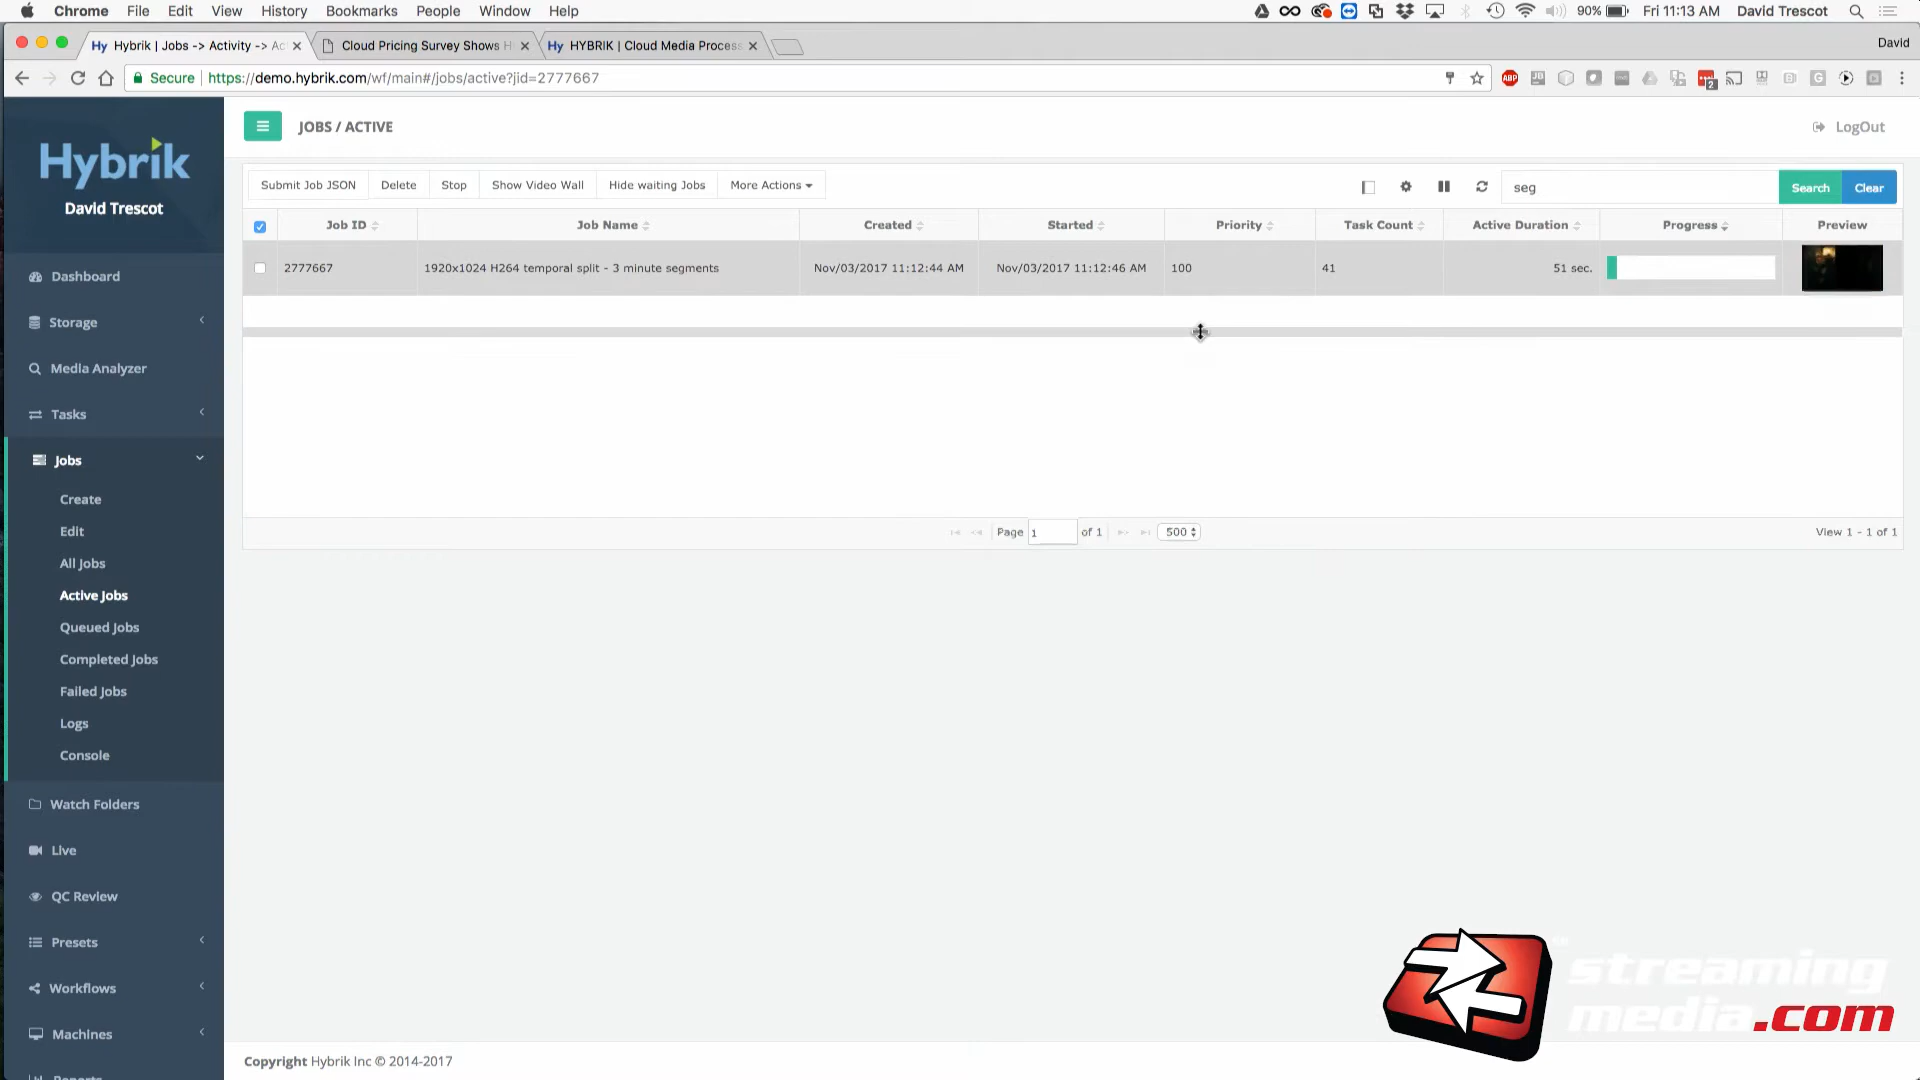 Chrome File Edit View History Bookmarks People Window Help 90% Fri 11:13 AM David Trescot
Hy Hybrik | Jobs -> Activity -> Ac Cloud Pricing Survey Shows H Hy HYBRIK | Cloud Media Process David
Secure https://demo.hybrik.com/wf/main#/jobs/active?jid=2777667
Hybrik
David Trescot
JOBS / ACTIVE
LogOut
Submit Job JSON Delete Stop Show Video Wall Hide waiting Jobs More Actions seg Search Clear
Job ID Job Name Created Started Priority Task Count Active Duration Progress Preview
2777667 1920x1024 H264 temporal split - 3 minute segments Nov/03/2017 11:12:44 AM Nov/03/2017 11:12:46 AM 100 41 51 sec.
Page 1 of 1 500 View 1 - 1 of 1
Dashboard
Storage
Media Analyzer
Tasks
Jobs
Create
Edit
All Jobs
Active Jobs
Queued Jobs
Completed Jobs
Failed Jobs
Logs
Console
Watch Folders
Live
QC Review
Presets
Workflows
Machines
Copyright Hybrik Inc © 2014-2017
streaming
media.com